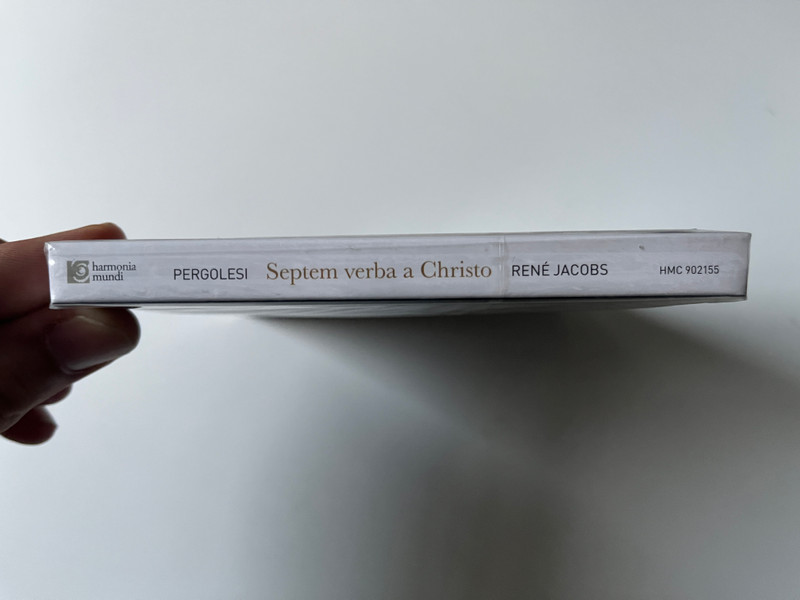 harmonia
mundi
PERGOLESI Septem verba a Christo RENÉ JACOBS HMC 902155